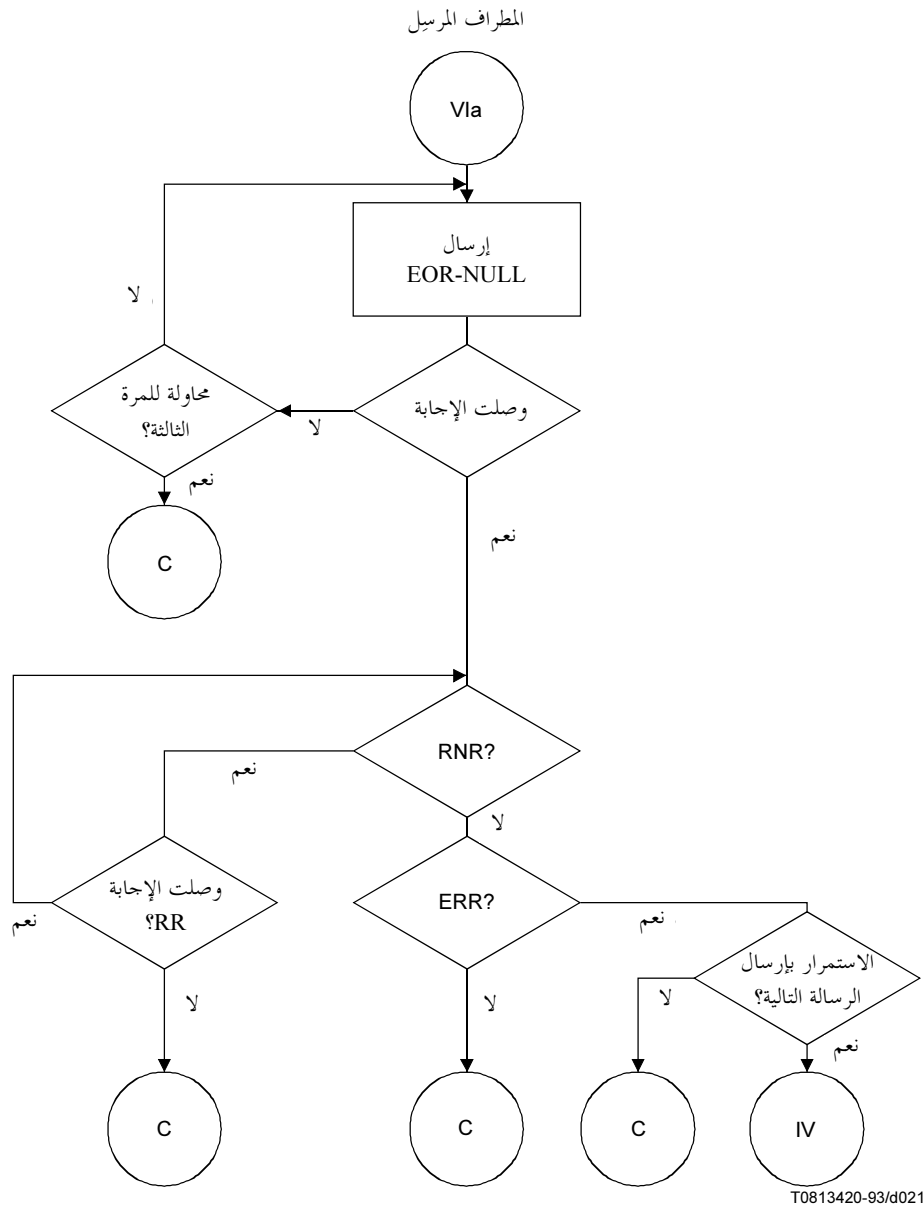 المطراف المرسِل
VIa
إرسال
EOR-NULL
لا
محاولة للمرة
الثالثة؟
لا
وصلت الإجابة
نعم
C
نعم
RNR?
نعم
لا
وصلت الإجابة
RR؟
نعم
ERR?
نعم
الاستمرار بإرسال
الرسالة التالية؟
لا
لا
لا
نعم
C
C
C
IV
T0813420-93/d021